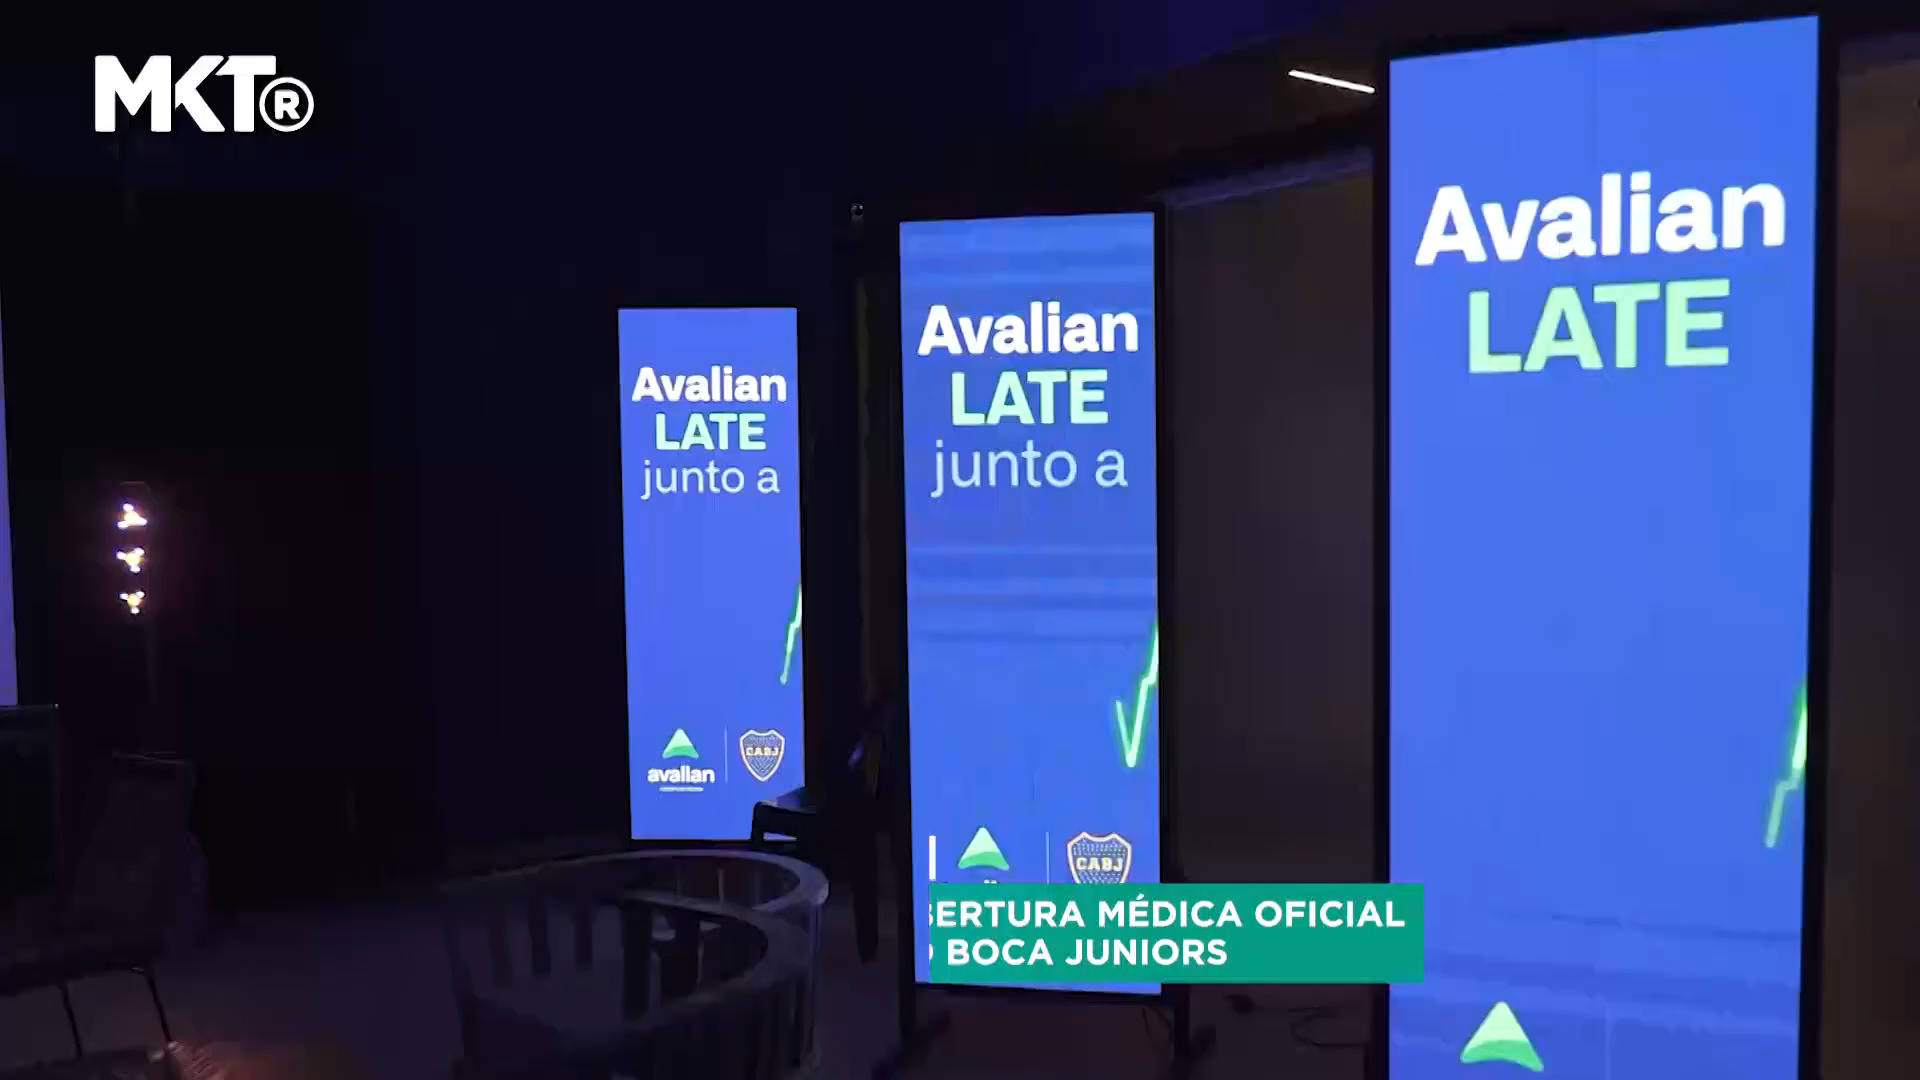 MKT®
Avalian
LATE
junto a
avalian
CABJ
Avalian
LATE
junto a
CABJ
Avalian
LATE
BERTURA MÉDICA OFICIAL
BOCA JUNIORS